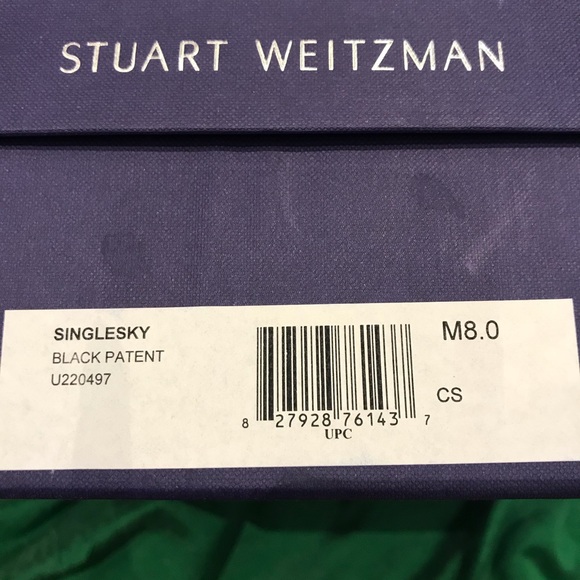 STUART WEITZMAN
SINGLESKY
BLACK PATENT
U220497
M8.0
CS
8 27928 76143 7
UPC